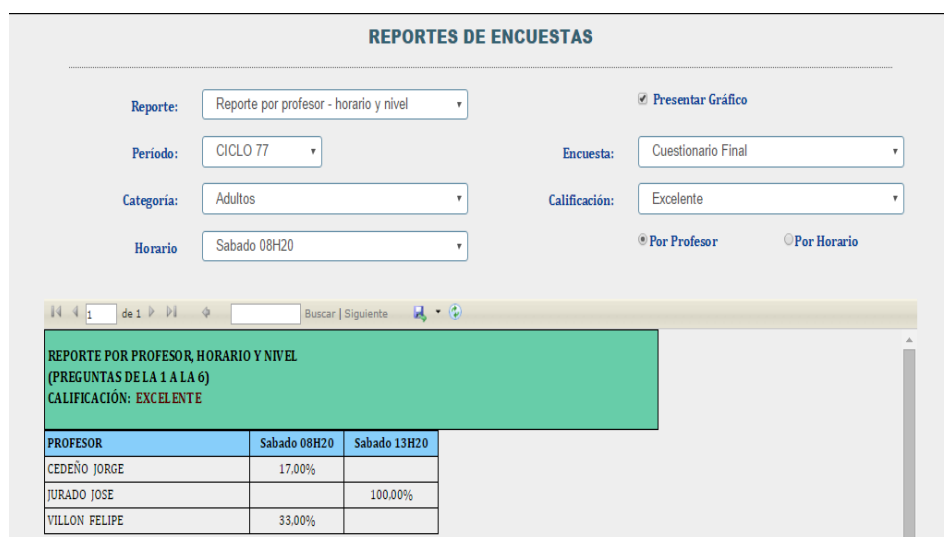 REPORTES DE ENCUESTAS
Reporte: Reporte por profesor - horario y nivel Presentar Gráfico
Período: CICLO 77 Encuesta: Cuestionario Final
Categoría: Adultos Calificación: Excelente
Horario Sabado 08H20 Por Profesor Por Horario
1 de 1 Buscar | Siguiente
REPORTE POR PROFESOR, HORARIO Y NIVEL
(PREGUNTAS DE LA 1 A LA 6)
CALIFICACIÓN: EXCELENTE
PROFESOR Sabado 08H20 Sabado 13H20
CEDEÑO JORGE 17,00%
JURADO JOSE 100,00%
VILLON FELIPE 33,00%